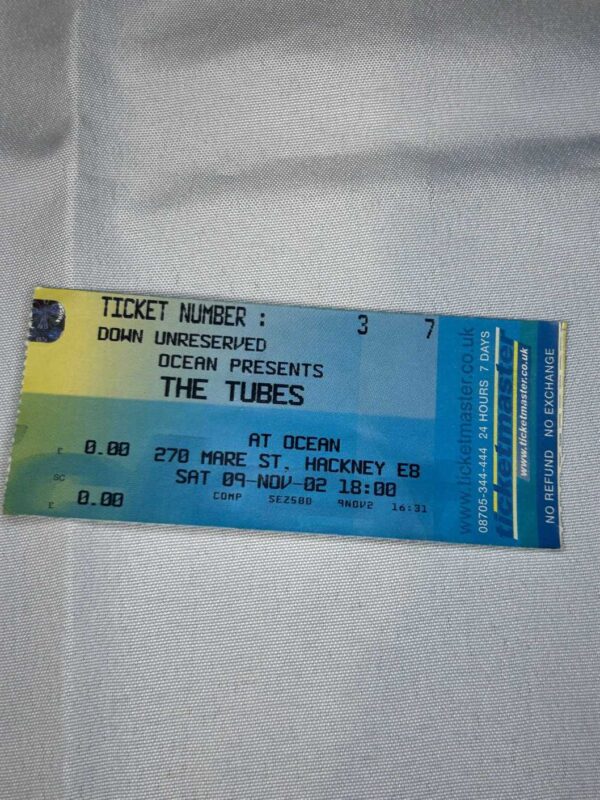 TICKET NUMBER : 3 7
DOWN UNRESERVED
OCEAN PRESENTS
THE TUBES
AT OCEAN
£ 0.00 270 MARE ST, HACKNEY E8
SC SAT 09-NOV-02 18:00
£ 0.00 COMP SEZ580 9NOV2 16:31
www.ticketmaster.co.uk
08705-344-444 24 HOURS 7 DAYS
ticketmaster
www.ticketmaster.co.uk
NO REFUND NO EXCHANGE